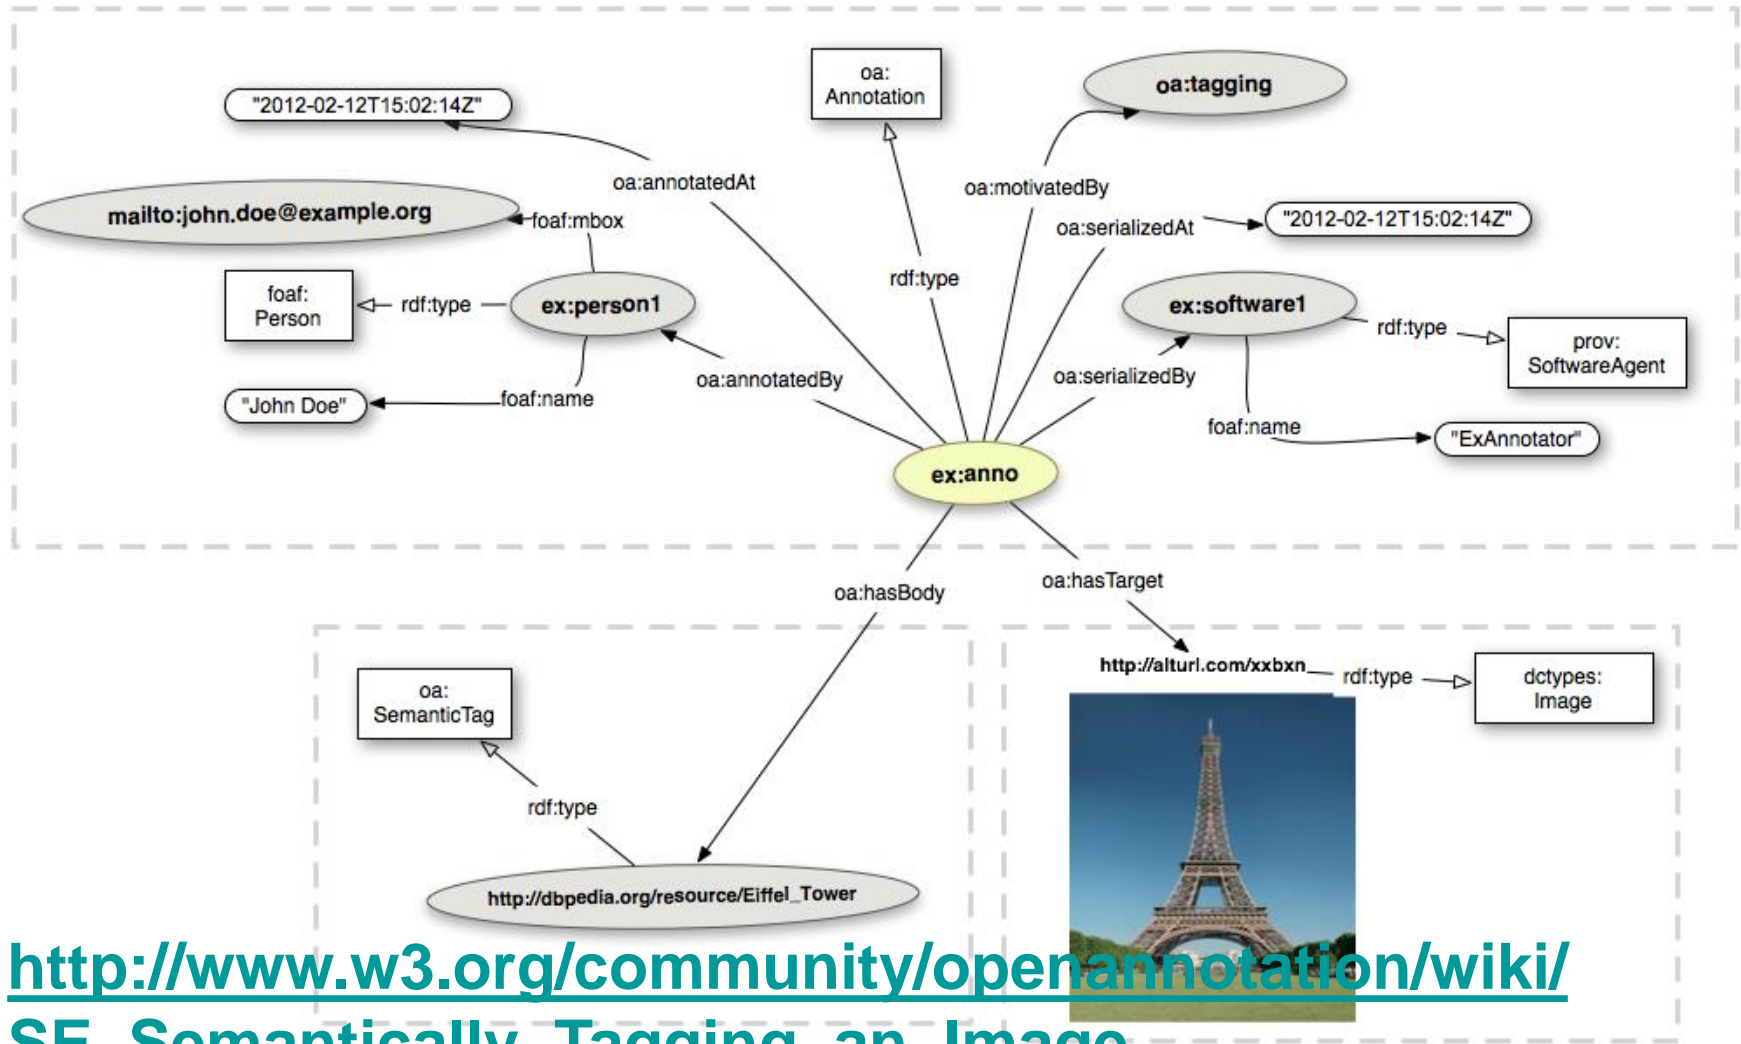 oa:
Annotation
oa:tagging
"2012-02-12T15:02:14Z"
oa:annotatedAt
oa:motivatedBy
mailto:john.doe@example.org
foaf:mbox
oa:serializedAt
"2012-02-12T15:02:14Z"
rdf:type
foaf:
Person
rdf:type
ex:person1
ex:software1
rdf:type
prov:
SoftwareAgent
oa:annotatedBy
oa:serializedBy
"John Doe"
foaf:name
foaf:name
"ExAnnotator"
ex:anno
oa:hasBody
oa:hasTarget
http://alturl.com/xxbxn
rdf:type
dctypes:
Image
oa:
SemanticTag
rdf:type
http://dbpedia.org/resource/Eiffel_Tower
http://www.w3.org/community/openannotation/wiki/
SE_Semantically_Tagging_an_Image